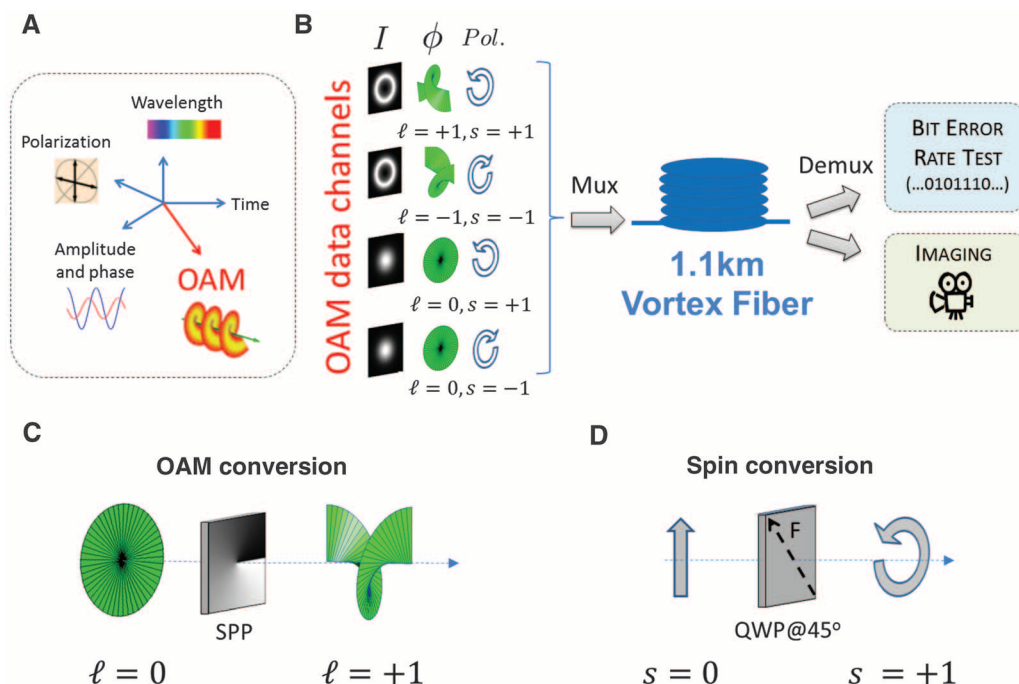 A
Wavelength
Polarization
Time
Amplitude
and phase
OAM
B
OAM data channels
I ϕ Pol.
ℓ = +1, s = +1
ℓ = −1, s = −1
ℓ = 0, s = +1
ℓ = 0, s = −1
Mux
1.1km
Vortex Fiber
Demux
BIT ERROR
RATE TEST
(...0101110...)
IMAGING
C
OAM conversion
SPP
ℓ = 0
ℓ = +1
D
Spin conversion
F
QWP@45°
s = 0
s = +1